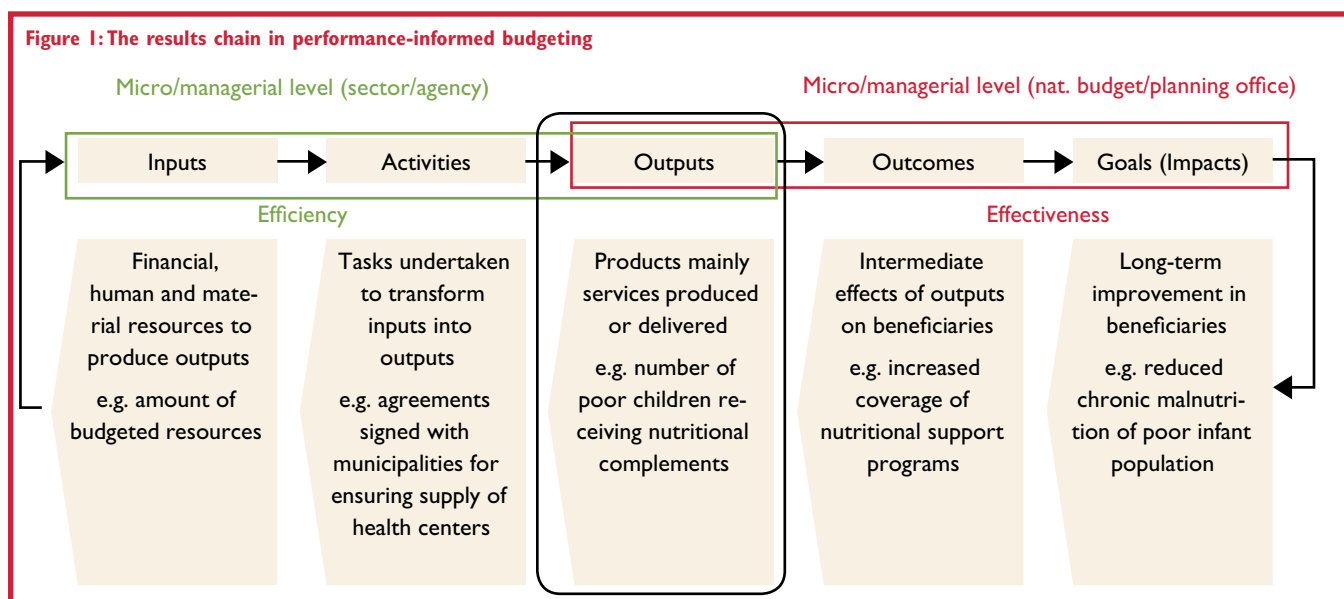 Figure 1: The results chain in performance-informed budgeting
Micro/managerial level (sector/agency)
Micro/managerial level (nat. budget/planning office)
Inputs
Activities
Outputs
Outcomes
Goals (Impacts)
Efficiency
Effectiveness
Financial,
human and mate-
rial resources to
produce outputs
e.g. amount of
budgeted resources
Tasks undertaken
to transform
inputs into
outputs
e.g. agreements
signed with
municipalities for
ensuring supply of
health centers
Products mainly
services produced
or delivered
e.g. number of
poor children re-
ceiving nutritional
complements
Intermediate
effects of outputs
on beneficiaries
e.g. increased
coverage of
nutritional support
programs
Long-term
improvement in
beneficiaries
e.g. reduced
chronic malnutri-
tion of poor infant
population